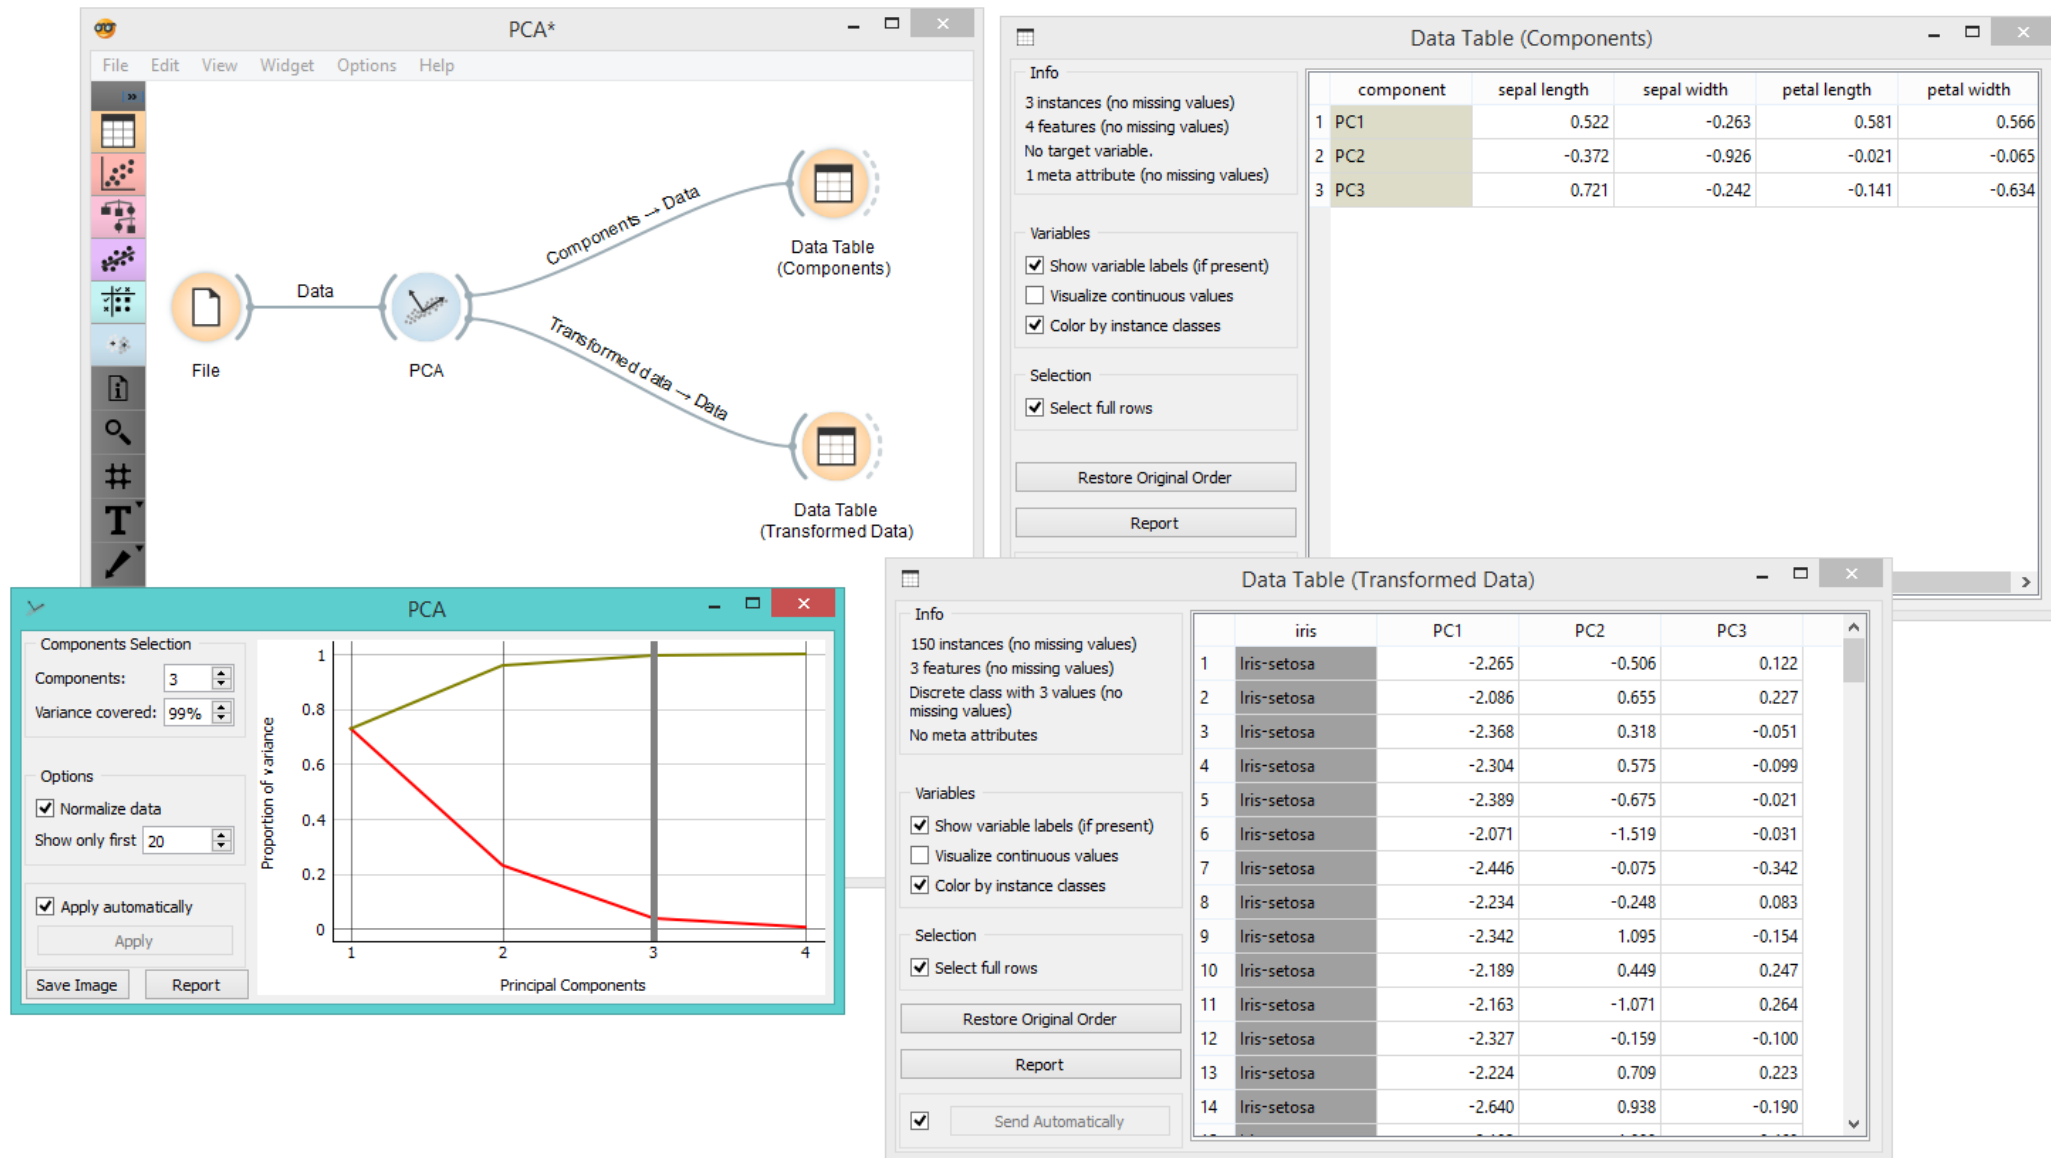 PCA*
File Edit View Widget Options Help
»
Data
Components → Data
Transformed data → Data
File
PCA
Data Table
(Components)
Data Table
(Transformed Data)
T
Data Table (Components)
Info
3 instances (no missing values)
4 features (no missing values)
No target variable.
1 meta attribute (no missing values)
Variables
Show variable labels (if present)
Visualize continuous values
Color by instance classes
Selection
Select full rows
Restore Original Order
Report
component sepal length sepal width petal length petal width
1 PC1 0.522 -0.263 0.581 0.566
2 PC2 -0.372 -0.926 -0.021 -0.065
3 PC3 0.721 -0.242 -0.141 -0.634
PCA
Components Selection
Components: 3
Variance covered: 99%
Options
Normalize data
Show only first 20
Apply automatically
Apply
Save Image Report
Proportion of variance
1
0.8
0.6
0.4
0.2
0
1 2 3 4
Principal Components
Data Table (Transformed Data)
Info
150 instances (no missing values)
3 features (no missing values)
Discrete class with 3 values (no
missing values)
No meta attributes
Variables
Show variable labels (if present)
Visualize continuous values
Color by instance classes
Selection
Select full rows
Restore Original Order
Report
Send Automatically
iris PC1 PC2 PC3
1 Iris-setosa -2.265 -0.506 0.122
2 Iris-setosa -2.086 0.655 0.227
3 Iris-setosa -2.368 0.318 -0.051
4 Iris-setosa -2.304 0.575 -0.099
5 Iris-setosa -2.389 -0.675 -0.021
6 Iris-setosa -2.071 -1.519 -0.031
7 Iris-setosa -2.446 -0.075 -0.342
8 Iris-setosa -2.234 -0.248 0.083
9 Iris-setosa -2.342 1.095 -0.154
10 Iris-setosa -2.189 0.449 0.247
11 Iris-setosa -2.163 -1.071 0.264
12 Iris-setosa -2.327 -0.159 -0.100
13 Iris-setosa -2.224 0.709 0.223
14 Iris-setosa -2.640 0.938 -0.190